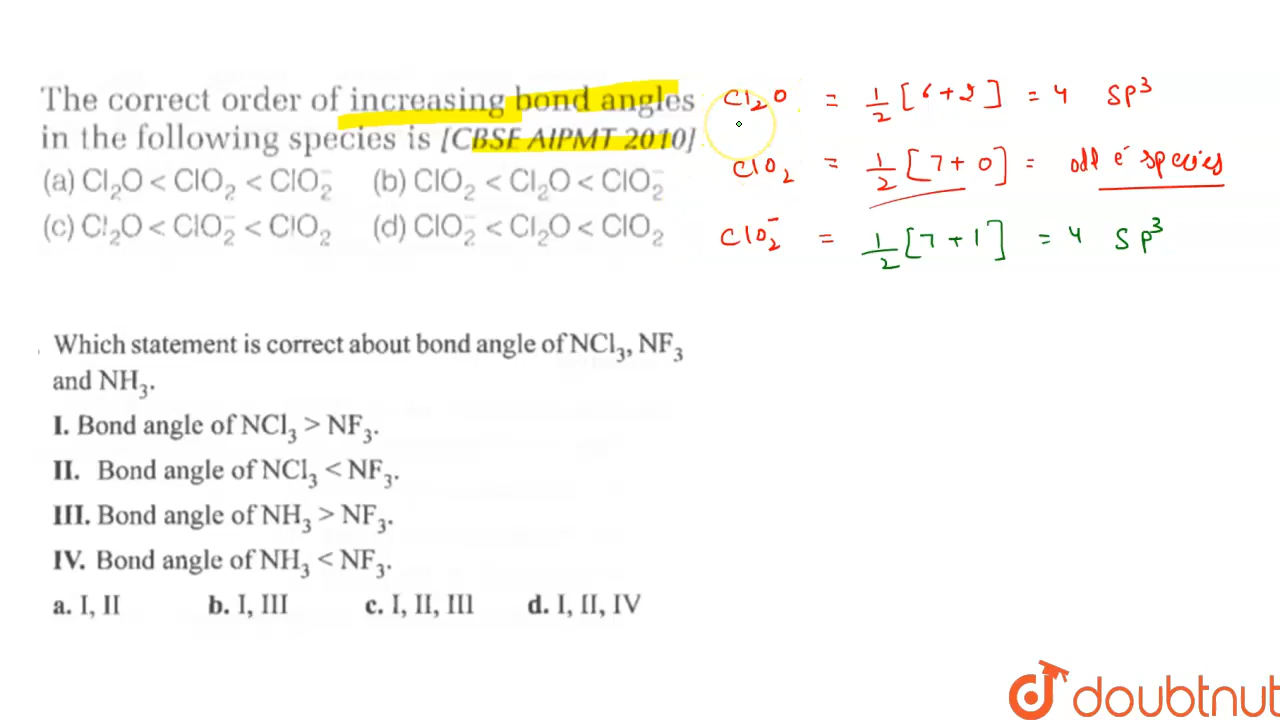 The correct order of increasing bond angles
in the following species is [CBSE AIPMT 2010]
(a) Cl₂O < ClO₂ < ClO₂⁻ (b) ClO₂ < Cl₂O < ClO₂⁻
(c) Cl₂O < ClO₂⁻ < ClO₂ (d) ClO₂⁻ < Cl₂O < ClO₂
Cl₂O = 1/2 [6+2] = 4 SP³
ClO₂ = 1/2 [7+0] = odd e⁻ species
ClO₂⁻ = 1/2 [7+1] = 4 SP³
Which statement is correct about bond angle of NCl₃, NF₃
and NH₃.
I. Bond angle of NCl₃ > NF₃.
II. Bond angle of NCl₃ < NF₃.
III. Bond angle of NH₃ > NF₃.
IV. Bond angle of NH₃ < NF₃.
a. I, II b. I, III c. I, II, III d. I, II, IV
doubtnut